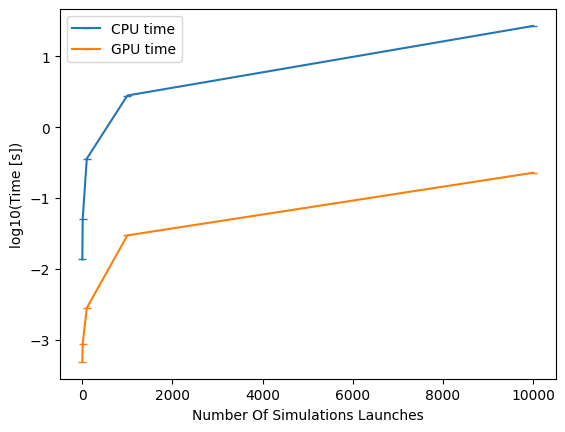 CPU time
GPU time
1
0
−1
−2
−3
log10(Time [s])
0
2000
4000
6000
8000
10000
Number Of Simulations Launches